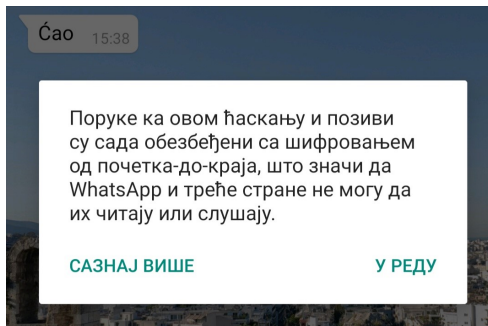 Ćao 15:38
Поруке ка овом ћаскању и позиви
су сада обезбеђени са шифровањем
од почетка-до-краја, што значи да
WhatsApp и треће стране не могу да
их читају или слушају.
САЗНАЈ ВИШЕ У РЕДУ